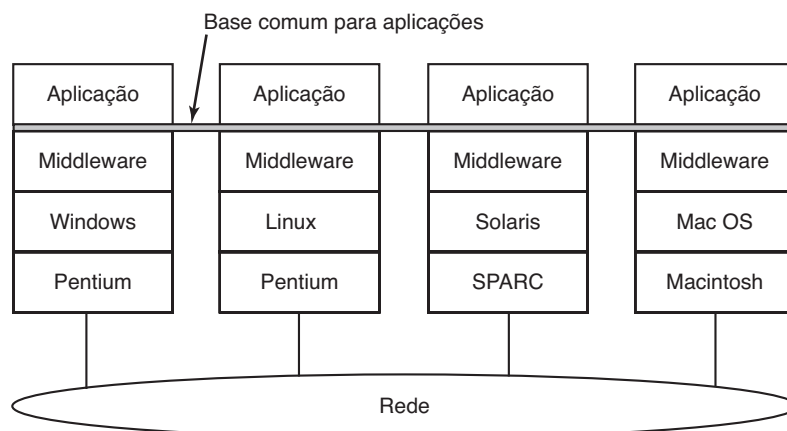 Base comum para aplicações
Aplicação Aplicação Aplicação Aplicação
Middleware Middleware Middleware Middleware
Windows Linux Solaris Mac OS
Pentium Pentium SPARC Macintosh
Rede